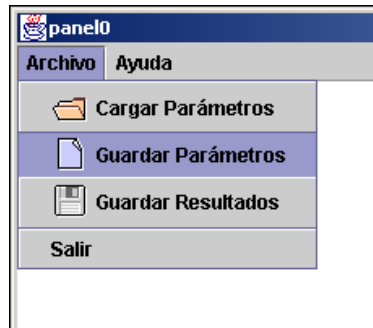 panel0
Archivo Ayuda
Cargar Parámetros
Guardar Parámetros
Guardar Resultados
Salir